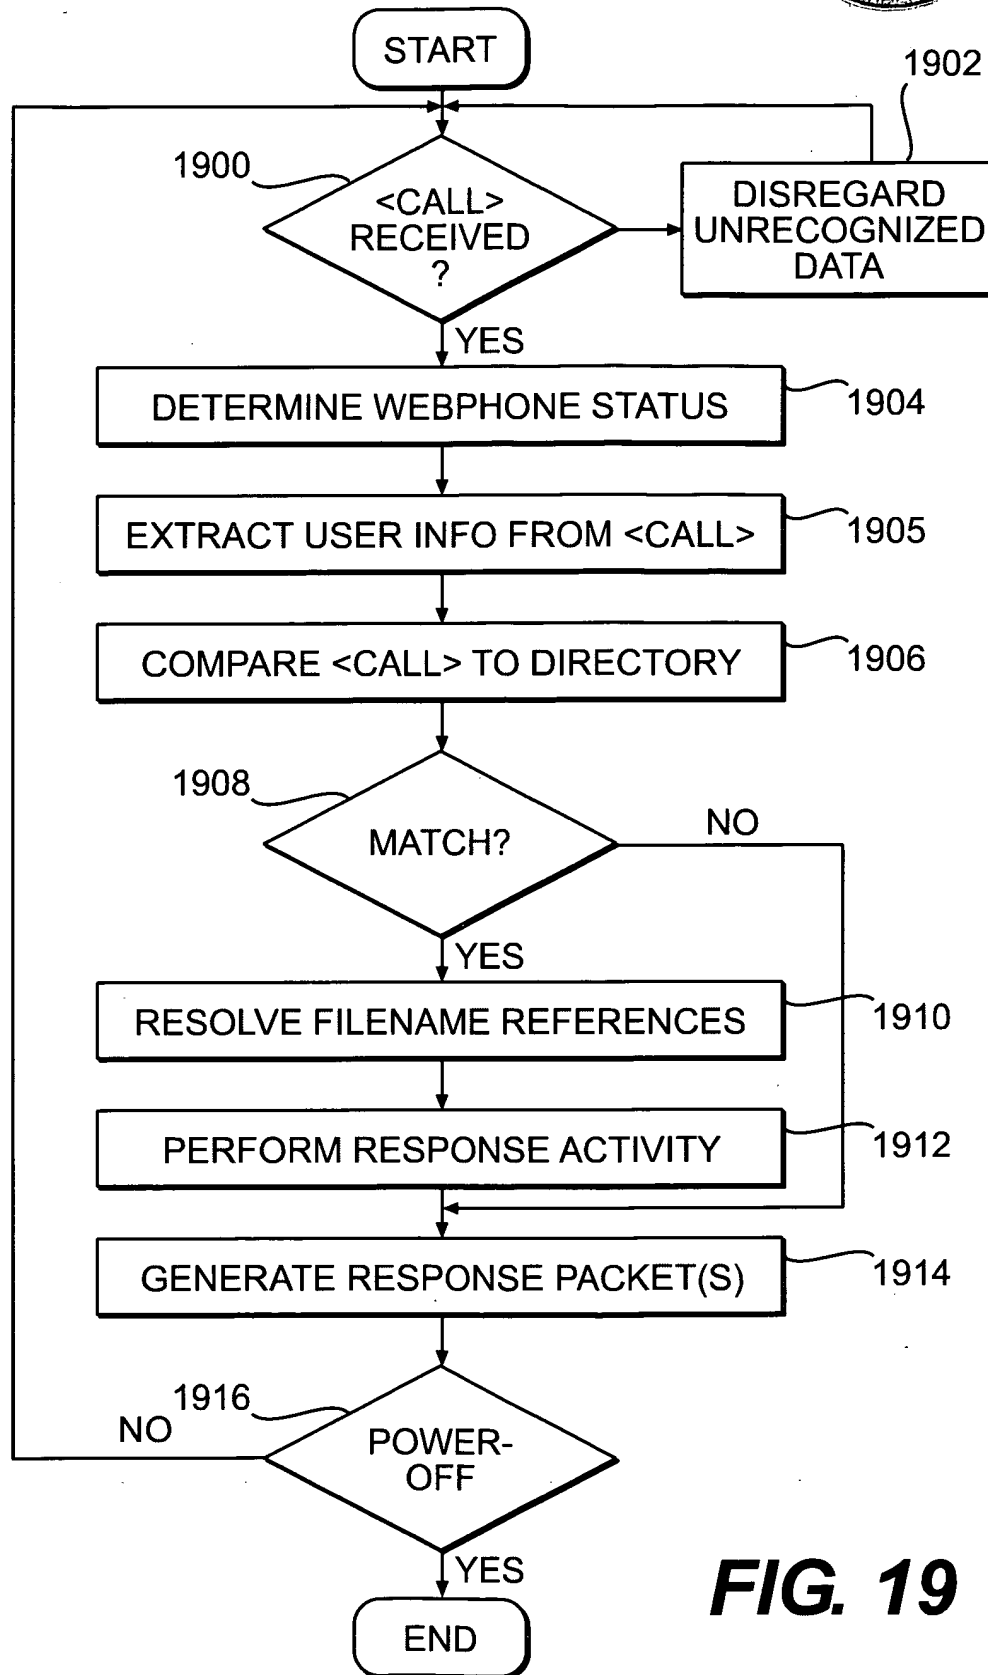 START
1902
1900
<CALL>
RECEIVED
?
DISREGARD
UNRECOGNIZED
DATA
YES
DETERMINE WEBPHONE STATUS
1904
EXTRACT USER INFO FROM <CALL>
1905
COMPARE <CALL> TO DIRECTORY
1906
1908
MATCH?
NO
YES
RESOLVE FILENAME REFERENCES
1910
PERFORM RESPONSE ACTIVITY
1912
GENERATE RESPONSE PACKET(S)
1914
1916
NO
POWER-
OFF
YES
END
FIG. 19